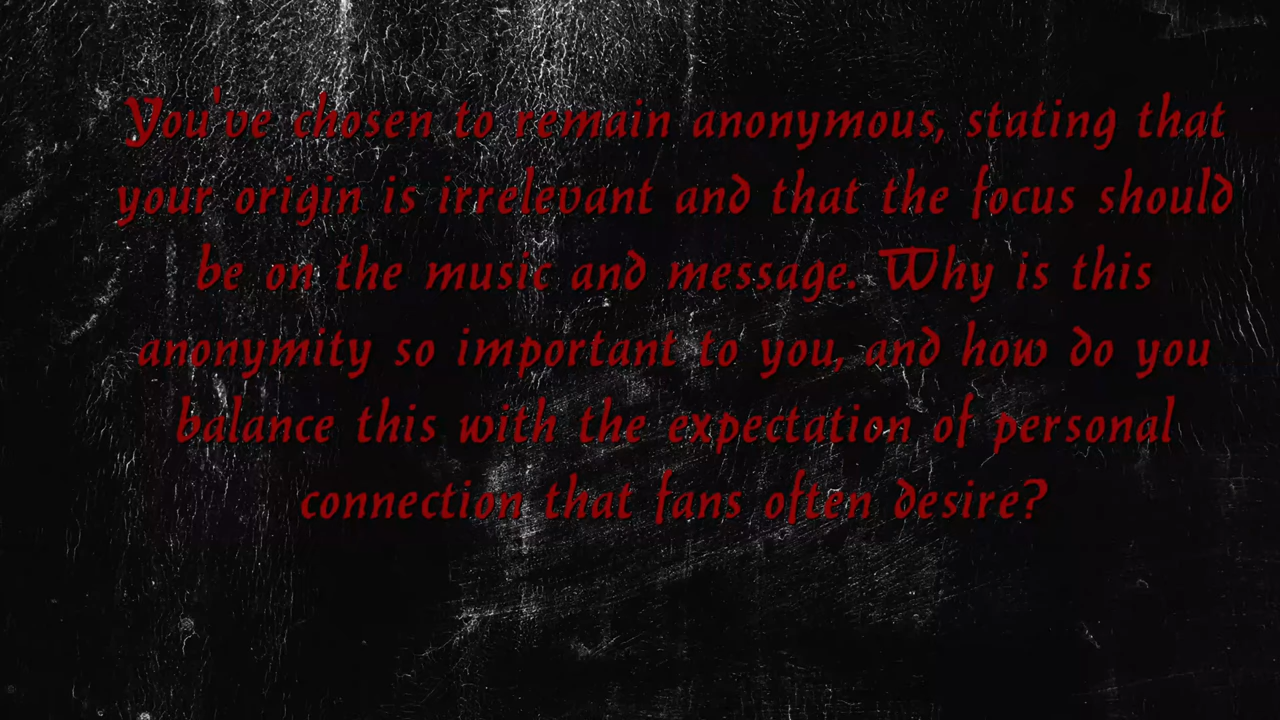 You've chosen to remain anonymous, stating that
your origin is irrelevant and that the focus should
be on the music and message. Why is this
anonymity so important to you, and how do you
balance this with the expectation of personal
connection that fans often desire?